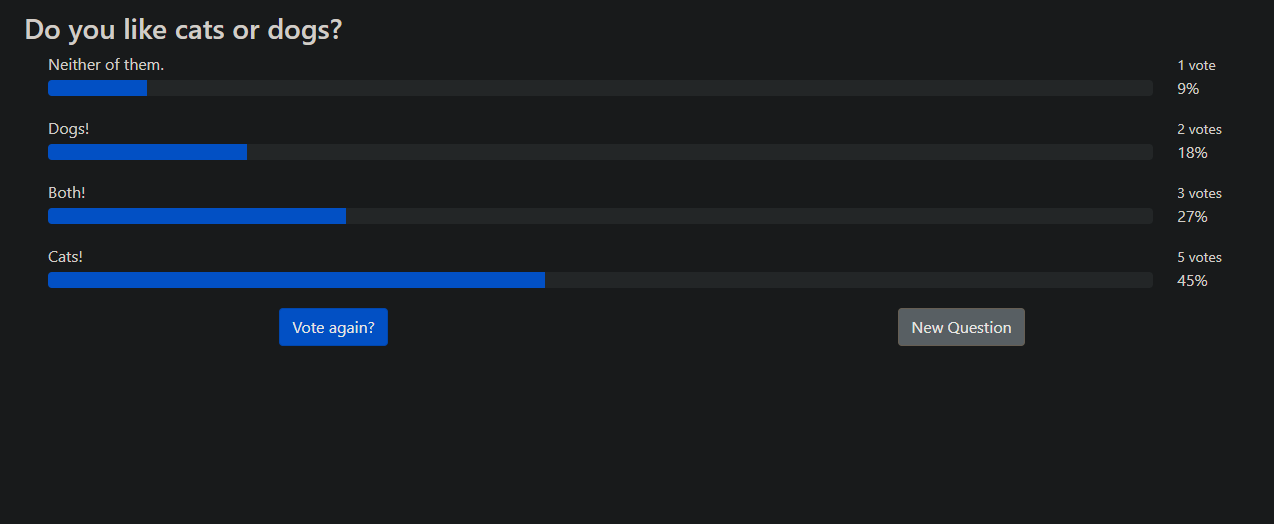 Do you like cats or dogs?
Neither of them.
1 vote
9%
Dogs!
2 votes
18%
Both!
3 votes
27%
Cats!
5 votes
45%
Vote again?
New Question